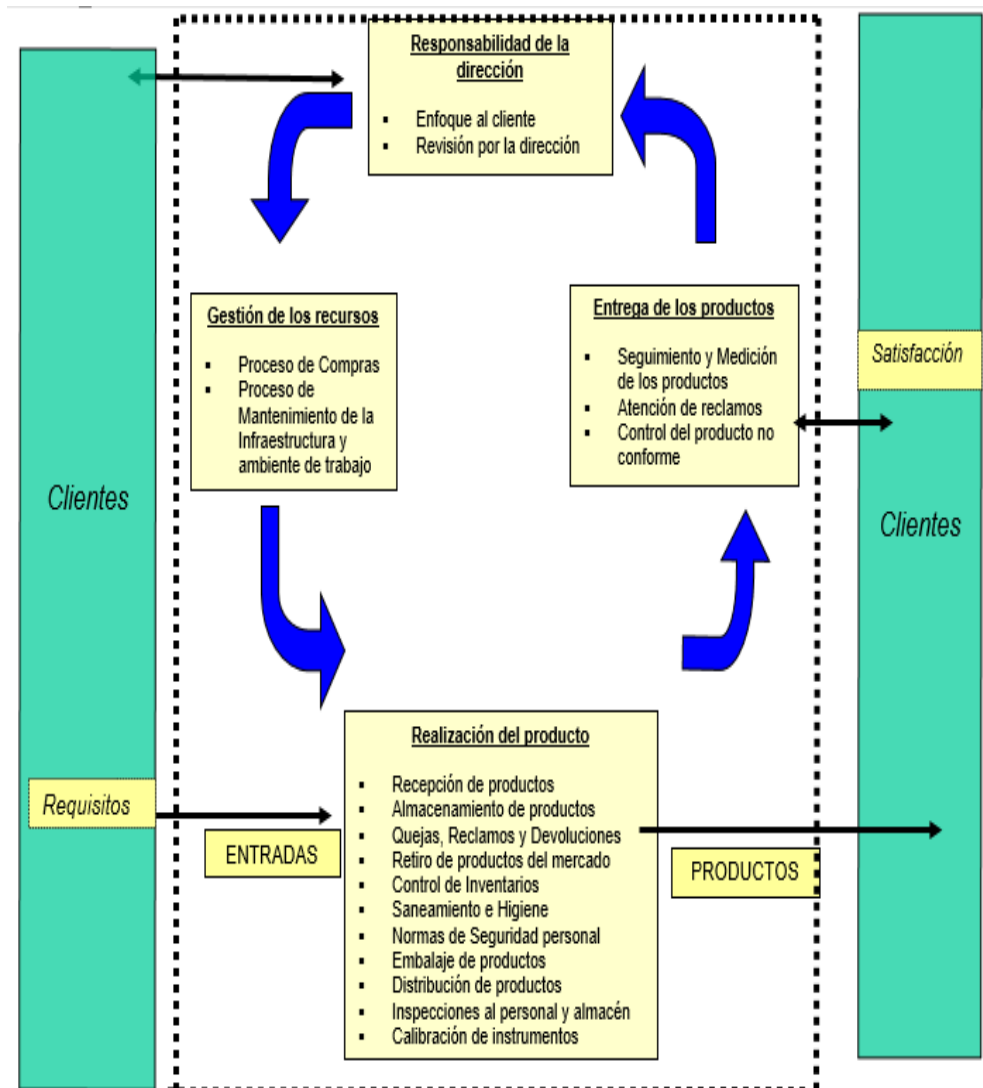 Responsabilidad de la
dirección
▪ Enfoque al cliente
▪ Revisión por la dirección
Gestión de los recursos
▪ Proceso de Compras
▪ Proceso de
Mantenimiento de la
Infraestructura y
ambiente de trabajo
Entrega de los productos
▪ Seguimiento y Medición
de los productos
▪ Atención de reclamos
▪ Control del producto no
conforme
Satisfacción
Clientes
Clientes
Requisitos
ENTRADAS
Realización del producto
▪ Recepción de productos
▪ Almacenamiento de productos
▪ Quejas, Reclamos y Devoluciones
▪ Retiro de productos del mercado
▪ Control de Inventarios
▪ Saneamiento e Higiene
▪ Normas de Seguridad personal
▪ Embalaje de productos
▪ Distribución de productos
▪ Inspecciones al personal y almacén
▪ Calibración de instrumentos
PRODUCTOS